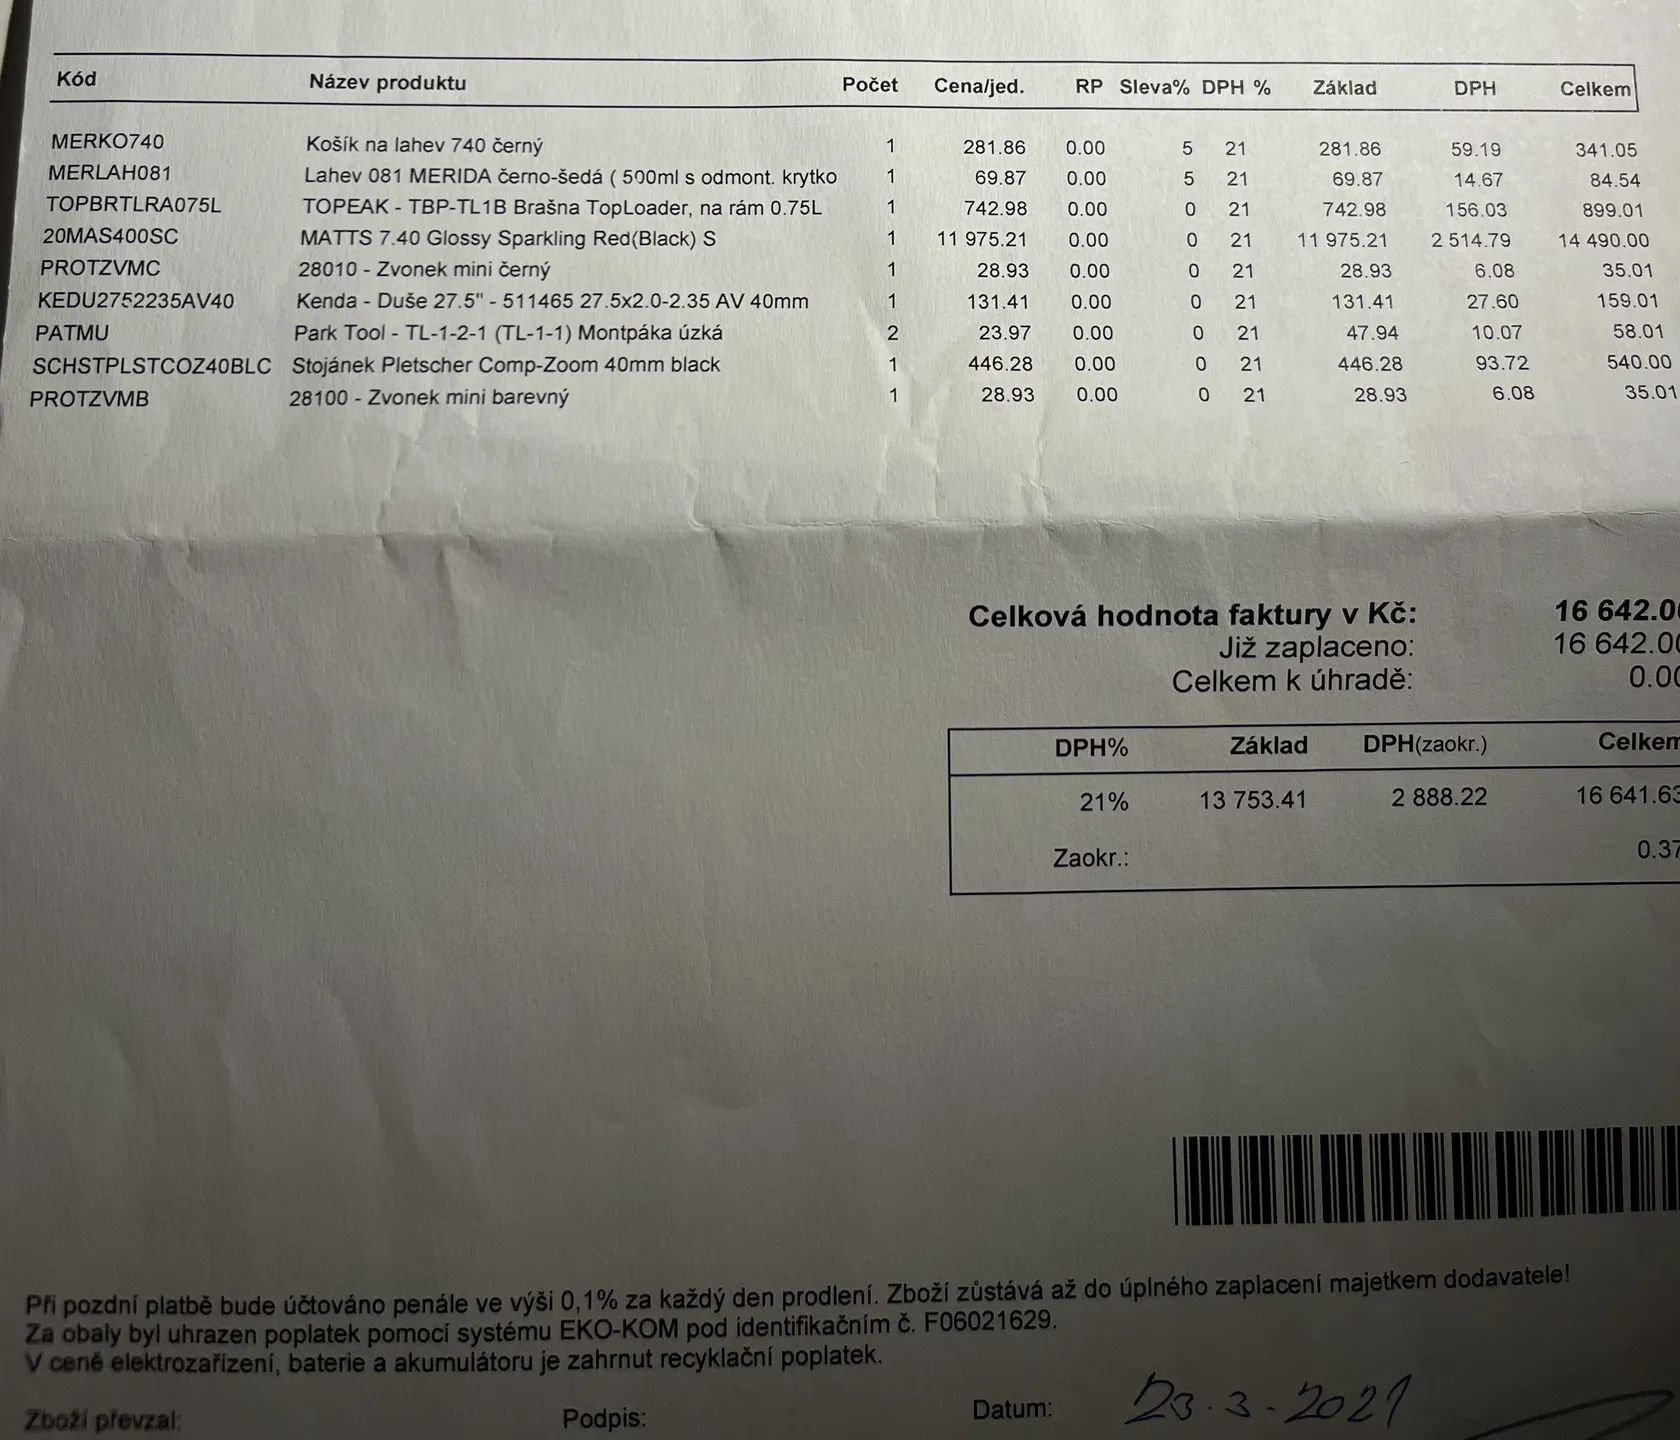 Kód Název produktu Počet Cena/jed. RP Sleva% DPH % Základ DPH Celkem
MERKO740 Košík na lahev 740 černý 1 281.86 0.00 5 21 281.86 59.19 341.05
MERLAH081 Lahev 081 MERIDA černo-šedá ( 500ml s odmont. krytko 1 69.87 0.00 5 21 69.87 14.67 84.54
TOPBRTLRA075L TOPEAK - TBP-TL1B Brašna TopLoader, na rám 0.75L 1 742.98 0.00 0 21 742.98 156.03 899.01
20MAS400SC MATTS 7.40 Glossy Sparkling Red(Black) S 1 11 975.21 0.00 0 21 11 975.21 2 514.79 14 490.00
PROTZVMC 28010 - Zvonek mini černý 1 28.93 0.00 0 21 28.93 6.08 35.01
KEDU2752235AV40 Kenda - Duše 27.5" - 511465 27.5x2.0-2.35 AV 40mm 1 131.41 0.00 0 21 131.41 27.60 159.01
PATMU Park Tool - TL-1-2-1 (TL-1-1) Montpáka úzká 2 23.97 0.00 0 21 47.94 10.07 58.01
SCHSTPLSTCOZ40BLC Stojánek Pletscher Comp-Zoom 40mm black 1 446.28 0.00 0 21 446.28 93.72 540.00
PROTZVMB 28100 - Zvonek mini barevný 1 28.93 0.00 0 21 28.93 6.08 35.01
Celková hodnota faktury v Kč: 16 642.00
Již zaplaceno: 16 642.00
Celkem k úhradě: 0.00
DPH% Základ DPH(zaokr.) Celkem
21% 13 753.41 2 888.22 16 641.63
Zaokr.: 0.37
Při pozdní platbě bude účtováno penále ve výši 0,1% za každý den prodlení. Zboží zůstává až do úplného zaplacení majetkem dodavatele!
Za obaly byl uhrazen poplatek pomocí systému EKO-KOM pod identifikačním č. F06021629.
V ceně elektrozařízení, baterie a akumulátoru je zahrnut recyklační poplatek.
Zboží převzal: Podpis: Datum: 23.3.2021